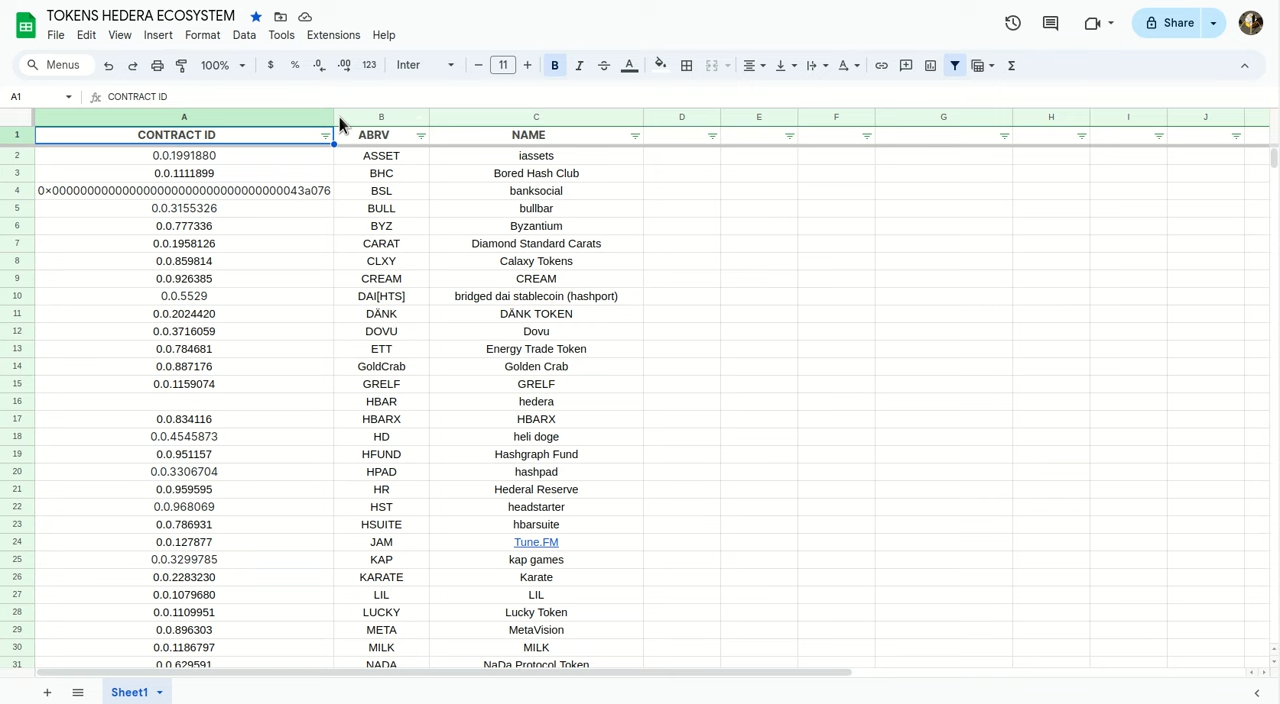 TOKENS HEDERA ECOSYSTEM
File Edit View Insert Format Data Tools Extensions Help
Share
Menus 100% $ % .0 .00 123 Inter 11 B I S A
A1 fx CONTRACT ID
A B C D E F G H I J
1 CONTRACT ID ABRV NAME
2 0.0.1991880 ASSET iassets
3 0.0.1111899 BHC Bored Hash Club
4 0x000000000000000000000000000000000043a076 BSL banksocial
5 0.0.3155326 BULL bullbar
6 0.0.777336 BYZ Byzantium
7 0.0.1958126 CARAT Diamond Standard Carats
8 0.0.859814 CLXY Calaxy Tokens
9 0.0.926385 CREAM CREAM
10 0.0.5529 DAI[HTS] bridged dai stablecoin (hashport)
11 0.0.2024420 DÄNK DÄNK TOKEN
12 0.0.3716059 DOVU Dovu
13 0.0.784681 ETT Energy Trade Token
14 0.0.887176 GoldCrab Golden Crab
15 0.0.1159074 GRELF GRELF
16 HBAR hedera
17 0.0.834116 HBARX HBARX
18 0.0.4545873 HD heli doge
19 0.0.951157 HFUND Hashgraph Fund
20 0.0.3306704 HPAD hashpad
21 0.0.959595 HR Hederal Reserve
22 0.0.968069 HST headstarter
23 0.0.786931 HSUITE hbarsuite
24 0.0.127877 JAM Tune.FM
25 0.0.3299785 KAP kap games
26 0.0.2283230 KARATE Karate
27 0.0.1079680 LIL LIL
28 0.0.1109951 LUCKY Lucky Token
29 0.0.896303 META MetaVision
30 0.0.1186797 MILK MILK
31 0.0.629591 NADA NaDa Protocol Token
Sheet1